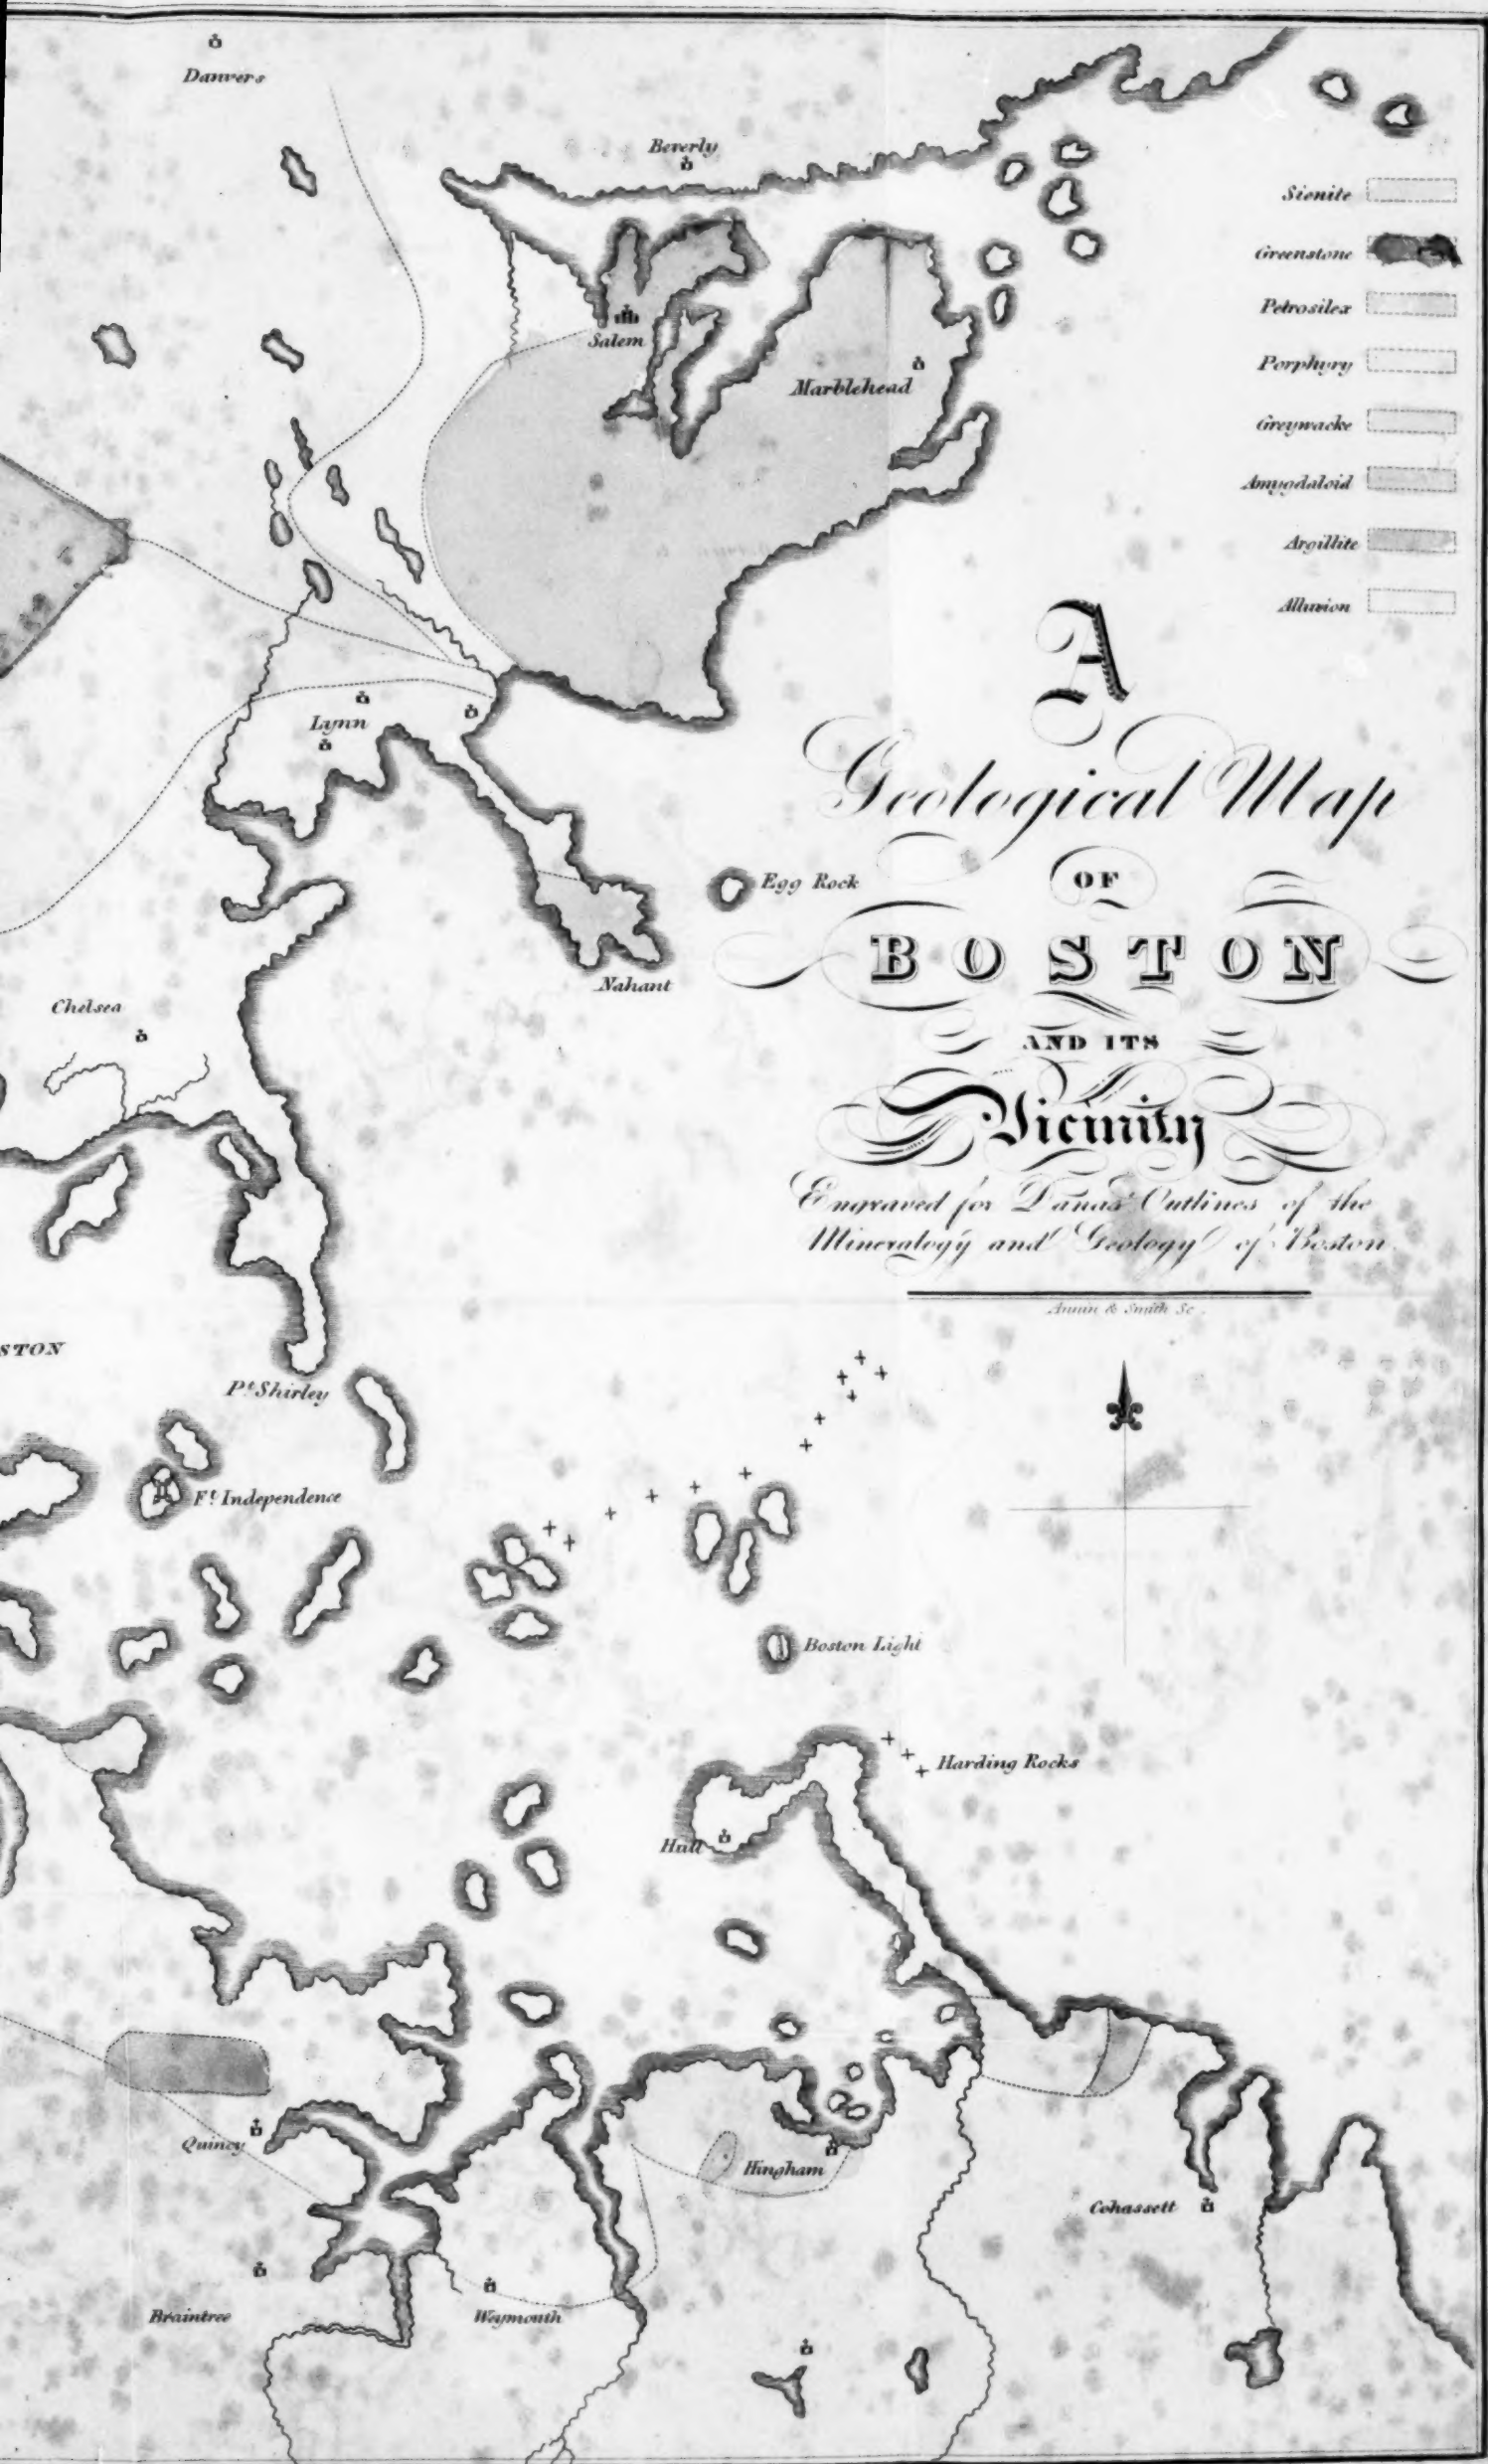 Danvers
Beverly
Salem
Marblehead
Sienite
Greenstone
Petrosilex
Porphyry
Greywacke
Amygdaloid
Argillite
Alluvion
A
Geological Map
OF
BOSTON
AND ITS
Vicinity
Engraved for Danas' Outlines of the
Mineralogy and Geology of Boston
Annin & Smith Sc.
Lynn
Egg Rock
Nahant
Chelsea
STON
Pt. Shirley
Ft. Independence
Boston Light
Harding Rocks
Hull
Quincy
Hingham
Cohassett
Braintree
Weymouth